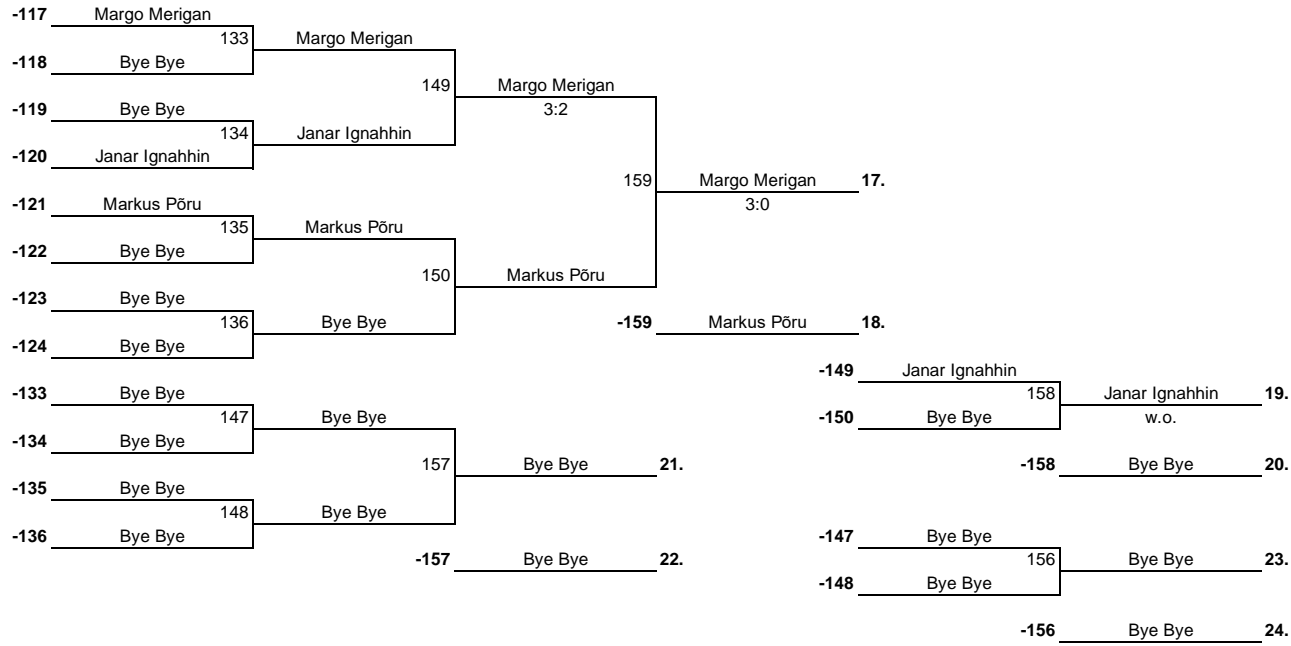 -117 Margo Merigan
133 Margo Merigan
-118 Bye Bye
149 Margo Merigan
3:2
-119 Bye Bye
134 Janar Ignahhin
-120 Janar Ignahhin
159 Margo Merigan 17.
3:0
-121 Markus Põru
135 Markus Põru
-122 Bye Bye
150 Markus Põru
-123 Bye Bye
136 Bye Bye
-159 Markus Põru 18.
-124 Bye Bye
-149 Janar Ignahhin
158 Janar Ignahhin 19.
w.o.
-150 Bye Bye
-133 Bye Bye
147 Bye Bye
-134 Bye Bye
157 Bye Bye 21.
-158 Bye Bye 20.
-135 Bye Bye
148 Bye Bye
-136 Bye Bye
-147 Bye Bye
-157 Bye Bye 22.
156 Bye Bye 23.
-148 Bye Bye
-156 Bye Bye 24.